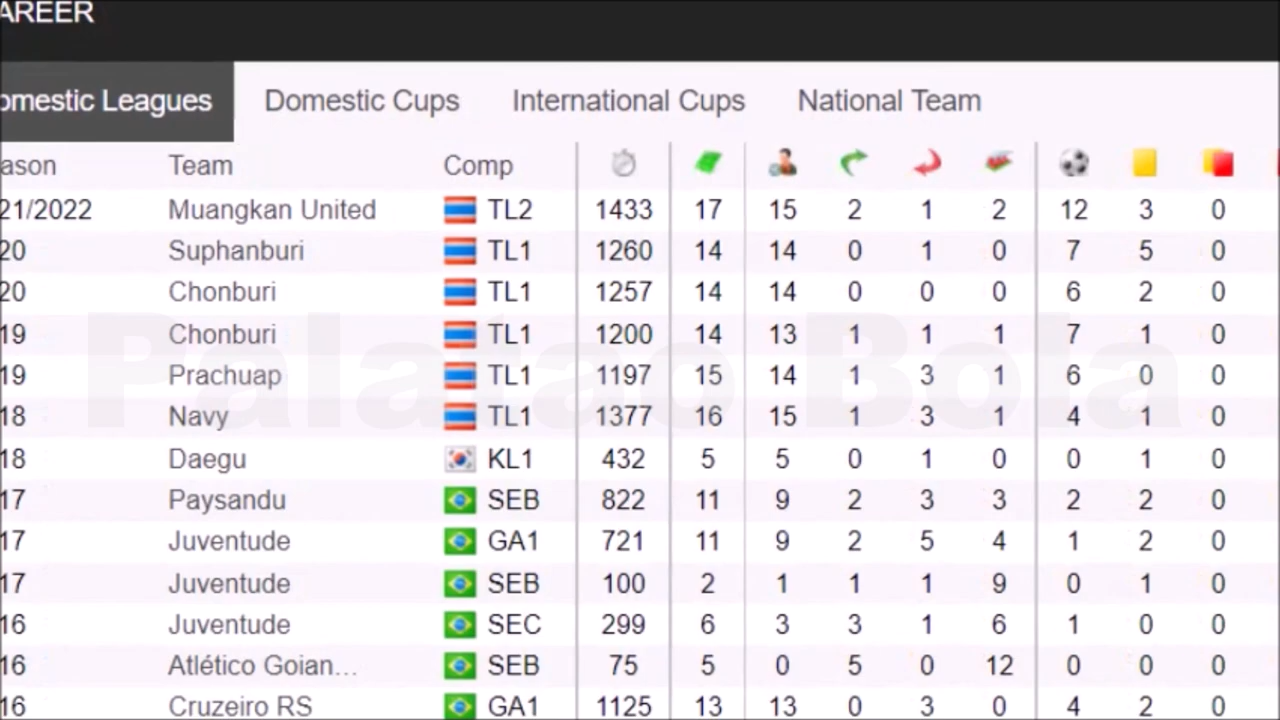 AREER
omestic Leagues Domestic Cups International Cups National Team
ason Team Comp
21/2022 Muangkan United TL2 1433 17 15 2 1 2 12 3 0
20 Suphanburi TL1 1260 14 14 0 1 0 7 5 0
20 Chonburi TL1 1257 14 14 0 0 0 6 2 0
19 Chonburi TL1 1200 14 13 1 1 1 7 1 0
19 Prachuap TL1 1197 15 14 1 3 1 6 0 0
18 Navy TL1 1377 16 15 1 3 1 4 1 0
18 Daegu KL1 432 5 5 0 1 0 0 1 0
17 Paysandu SEB 822 11 9 2 3 3 2 2 0
17 Juventude GA1 721 11 9 2 5 4 1 2 0
17 Juventude SEB 100 2 1 1 1 9 0 1 0
16 Juventude SEC 299 6 3 3 1 6 1 0 0
16 Atlético Goian... SEB 75 5 0 5 0 12 0 0 0
16 Cruzeiro RS GA1 1125 13 13 0 3 0 4 2 0
Palatao Bola